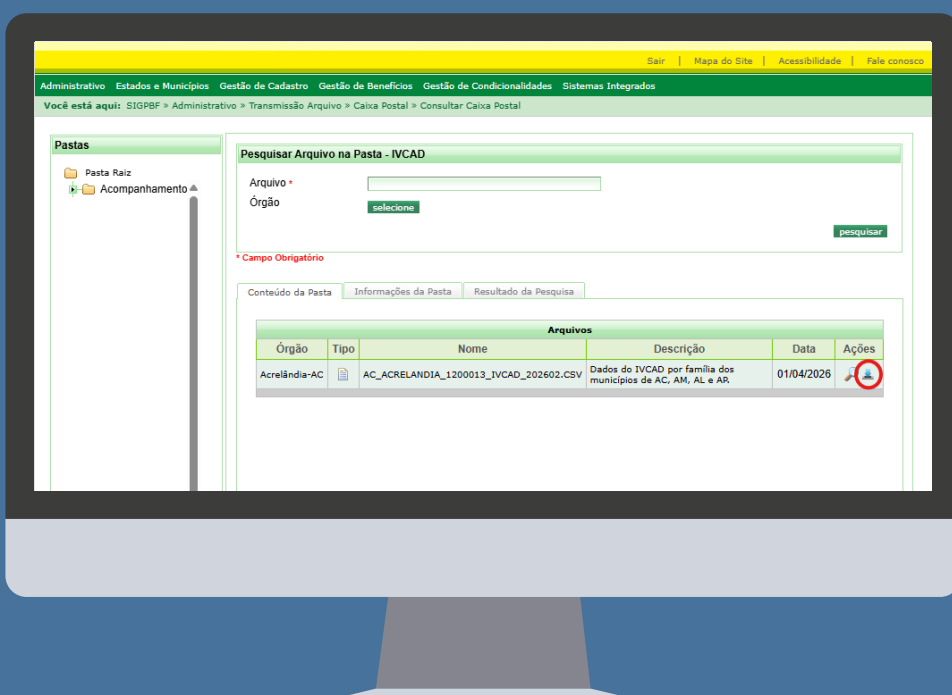 Sair | Mapa do Site | Acessibilidade | Fale conosco
Administrativo Estados e Municípios Gestão de Cadastro Gestão de Benefícios Gestão de Condicionalidades Sistemas Integrados
Você está aqui: SIGPBF » Administrativo » Transmissão Arquivo » Caixa Postal » Consultar Caixa Postal
Pastas
Pasta Raiz
Acompanhamento
Pesquisar Arquivo na Pasta - IVCAD
Arquivo *
Órgão selecione
pesquisar
* Campo Obrigatório
Conteúdo da Pasta Informações da Pasta Resultado da Pesquisa
Arquivos
Órgão Tipo Nome Descrição Data Ações
Acrelândia-AC AC_ACRELANDIA_1200013_IVCAD_202602.CSV Dados do IVCAD por família dos 01/04/2026
municípios de AC, AM, AL e AP.